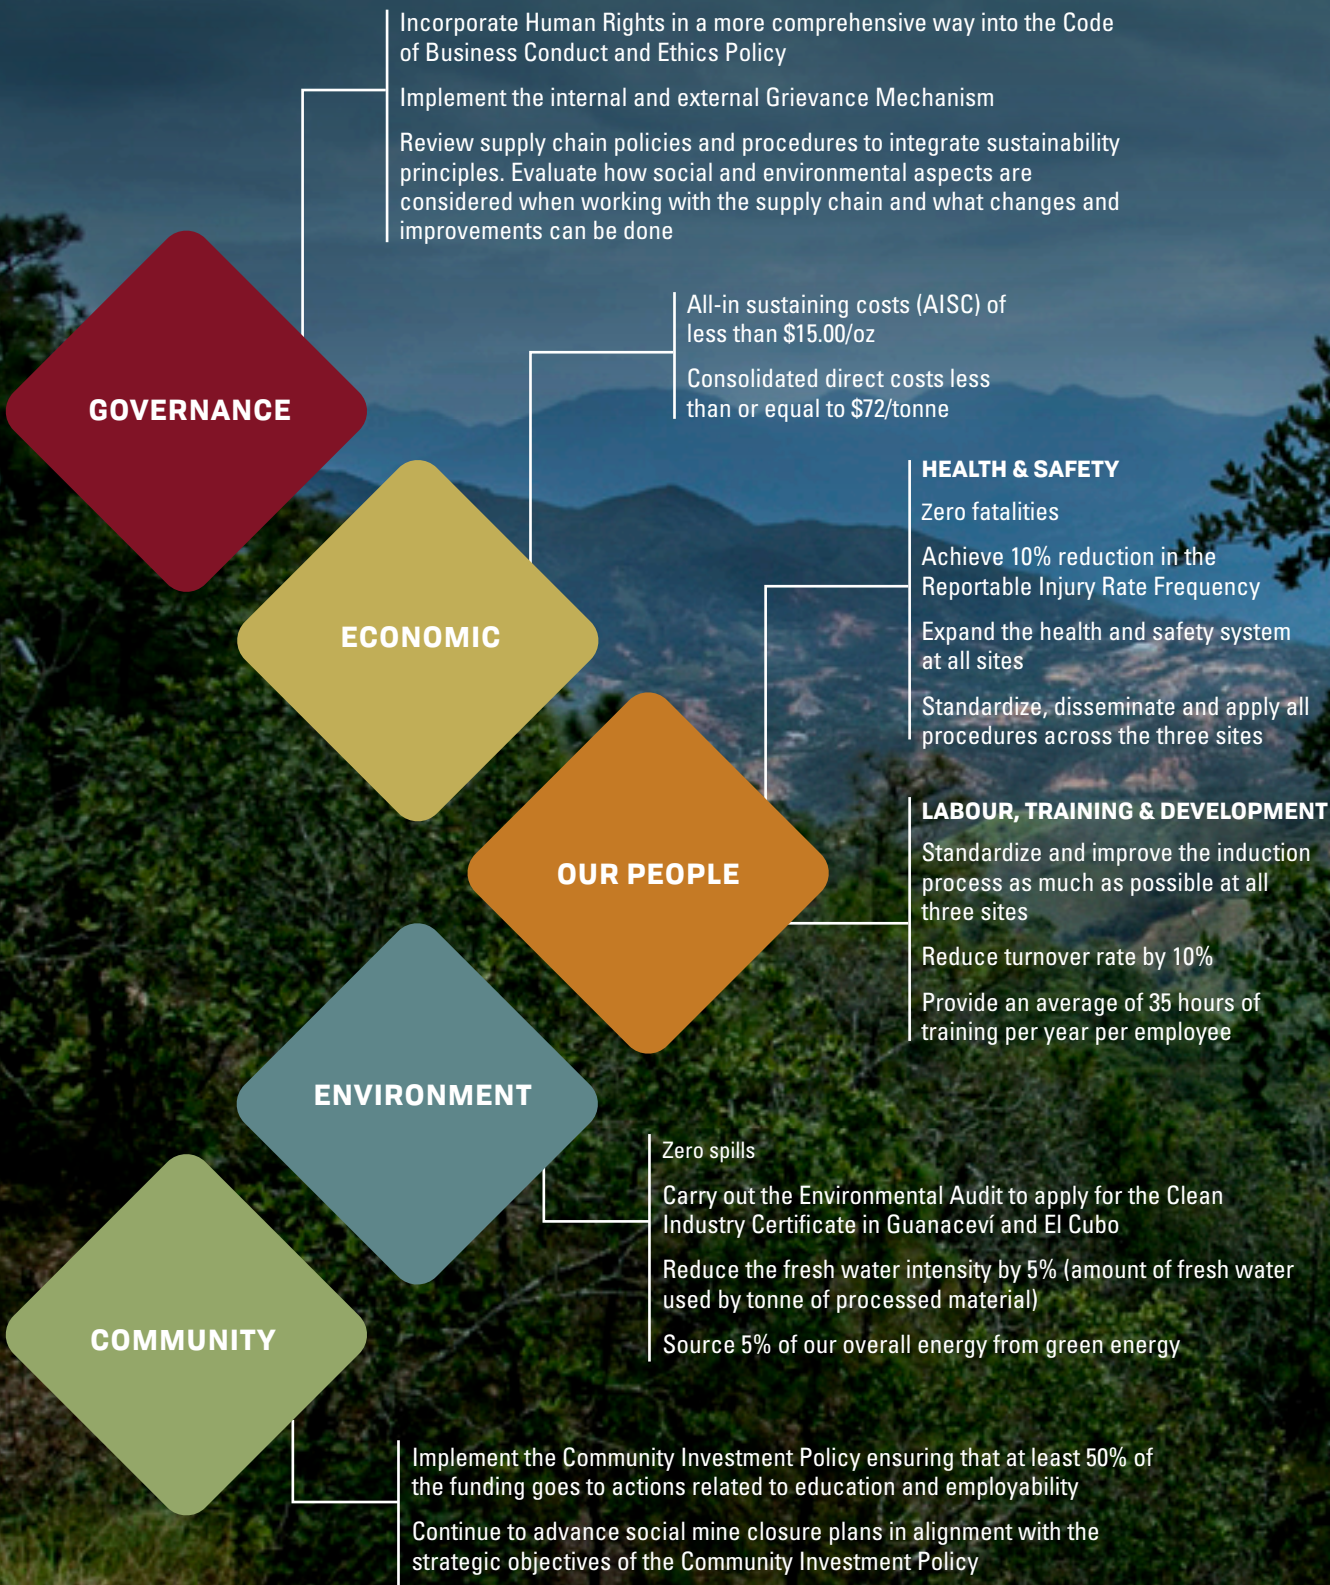 Incorporate Human Rights in a more comprehensive way into the Code
of Business Conduct and Ethics Policy
Implement the internal and external Grievance Mechanism
Review supply chain policies and procedures to integrate sustainability
principles. Evaluate how social and environmental aspects are
considered when working with the supply chain and what changes and
improvements can be done
GOVERNANCE
All-in sustaining costs (AISC) of
less than $15.00/oz
Consolidated direct costs less
than or equal to $72/tonne
ECONOMIC
HEALTH & SAFETY
Zero fatalities
Achieve 10% reduction in the
Reportable Injury Rate Frequency
Expand the health and safety system
at all sites
Standardize, disseminate and apply all
procedures across the three sites
OUR PEOPLE
LABOUR, TRAINING & DEVELOPMENT
Standardize and improve the induction
process as much as possible at all
three sites
Reduce turnover rate by 10%
Provide an average of 35 hours of
training per year per employee
ENVIRONMENT
Zero spills
Carry out the Environmental Audit to apply for the Clean
Industry Certificate in Guanaceví and El Cubo
Reduce the fresh water intensity by 5% (amount of fresh water
used by tonne of processed material)
Source 5% of our overall energy from green energy
COMMUNITY
Implement the Community Investment Policy ensuring that at least 50% of
the funding goes to actions related to education and employability
Continue to advance social mine closure plans in alignment with the
strategic objectives of the Community Investment Policy